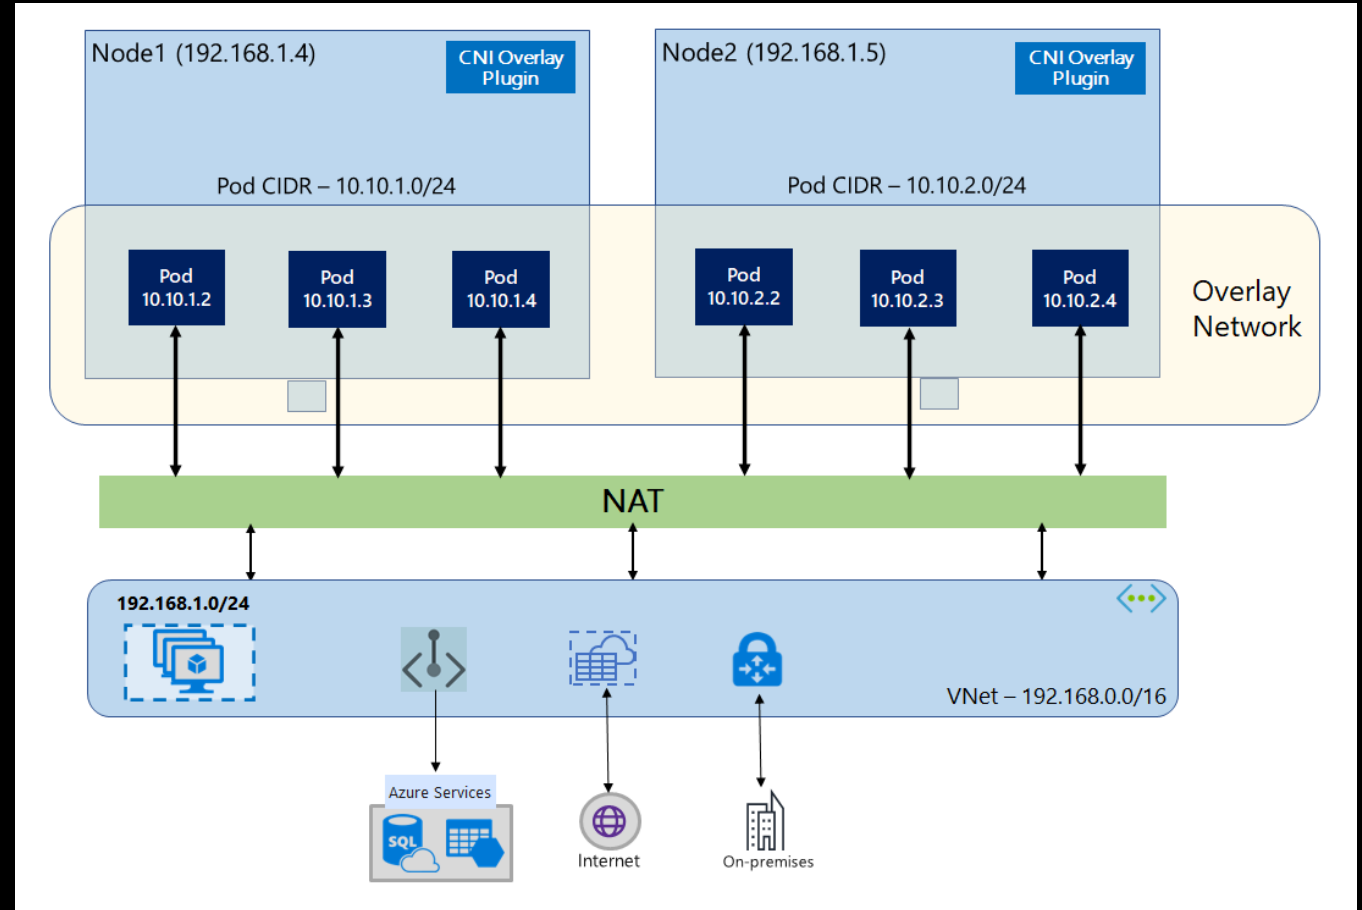 Node1 (192.168.1.4)
CNI Overlay
Plugin
Node2 (192.168.1.5)
CNI Overlay
Plugin
Pod CIDR – 10.10.1.0/24
Pod CIDR – 10.10.2.0/24
Pod
10.10.1.2
Pod
10.10.1.3
Pod
10.10.1.4
Pod
10.10.2.2
Pod
10.10.2.3
Pod
10.10.2.4
Overlay
Network
NAT
192.168.1.0/24
VNet – 192.168.0.0/16
Azure Services
SQL
Internet
On-premises